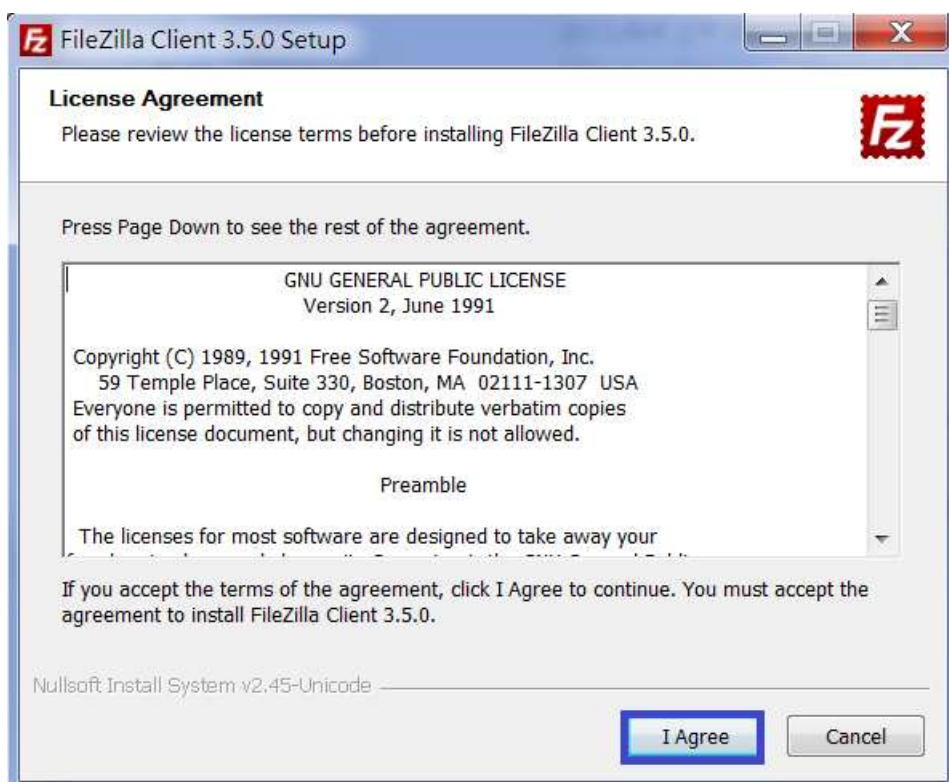 FileZilla Client 3.5.0 Setup
License Agreement
Please review the license terms before installing FileZilla Client 3.5.0.
Press Page Down to see the rest of the agreement.
GNU GENERAL PUBLIC LICENSE
Version 2, June 1991
Copyright (C) 1989, 1991 Free Software Foundation, Inc.
59 Temple Place, Suite 330, Boston, MA  02111-1307  USA
Everyone is permitted to copy and distribute verbatim copies
of this license document, but changing it is not allowed.
Preamble
The licenses for most software are designed to take away your
If you accept the terms of the agreement, click I Agree to continue. You must accept the
agreement to install FileZilla Client 3.5.0.
Nullsoft Install System v2.45-Unicode
I Agree
Cancel